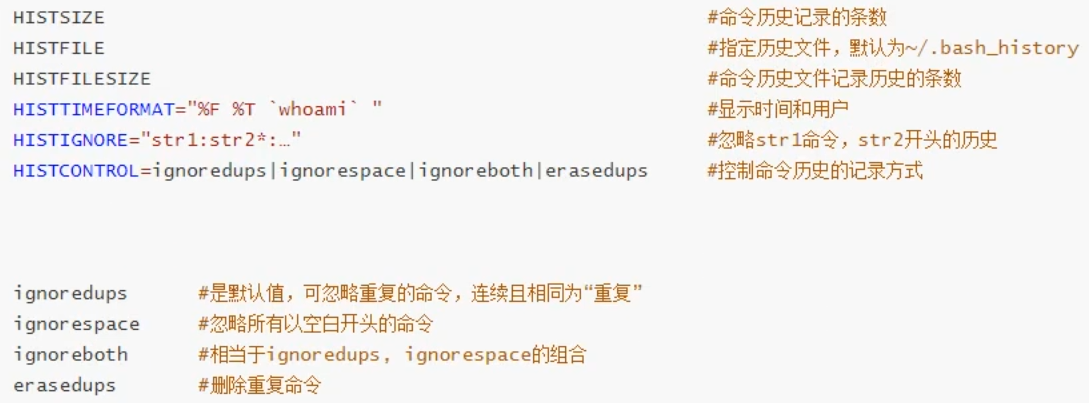 HISTSIZE #命令历史记录的条数
HISTFILE #指定历史文件，默认为~/.bash_history
HISTFILESIZE #命令历史文件记录历史的条数
HISTTIMEFORMAT="%F %T `whoami` " #显示时间和用户
HISTIGNORE="str1:str2*:…" #忽略str1命令，str2开头的历史
HISTCONTROL=ignoredups|ignorespace|ignoreboth|erasedups #控制命令历史的记录方式
ignoredups #是默认值，可忽略重复的命令，连续且相同为“重复”
ignorespace #忽略所有以空白开头的命令
ignoreboth #相当于ignoredups, ignorespace的组合
erasedups #删除重复命令